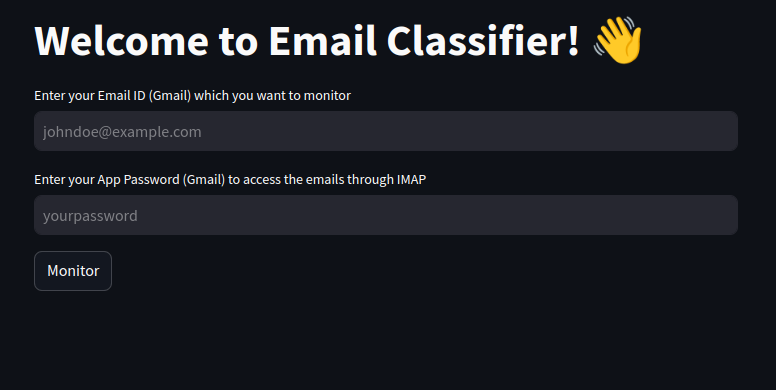 Welcome to Email Classifier! 👋
Enter your Email ID (Gmail) which you want to monitor
johndoe@example.com
Enter your App Password (Gmail) to access the emails through IMAP
yourpassword
Monitor